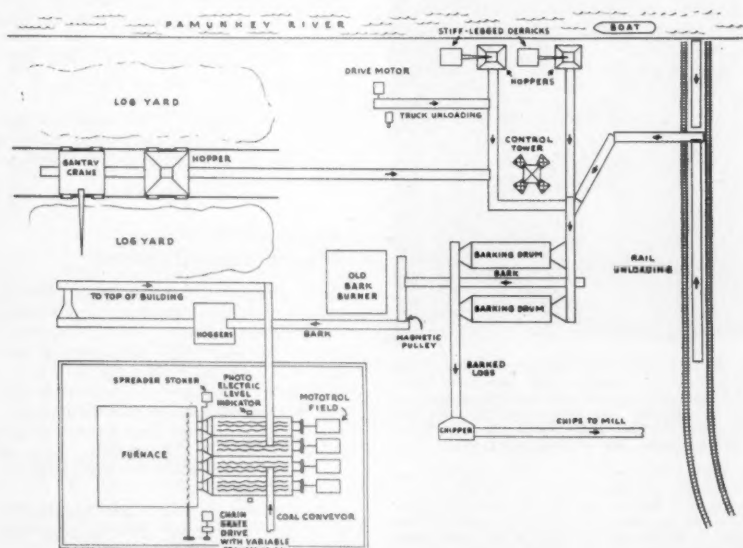 PAMUNKEY RIVER
BOAT
STIFF-LEGGED DERRICKS
HOPPERS
DRIVE MOTOR
TRUCK UNLOADING
LOG YARD
CONTROL
TOWER
GANTRY
CRANE
HOPPER
LOG YARD
BARKING DRUM
BARK
BARKING DRUM
RAIL
UNLOADING
OLD
BARK
BURNER
TO TOP OF BUILDING
HOGGERS
BARK
MAGNETIC
PULLEY
BARKED
LOGS
SPREADER STOKER
PHOTO
ELECTRIC
LEVEL
INDICATOR
MOTOTROL
FIELD
FURNACE
CHIPPER
CHIPS TO MILL
COAL CONVEYOR
CHAIN
GRATE
DRIVE
WITH VARIABLE